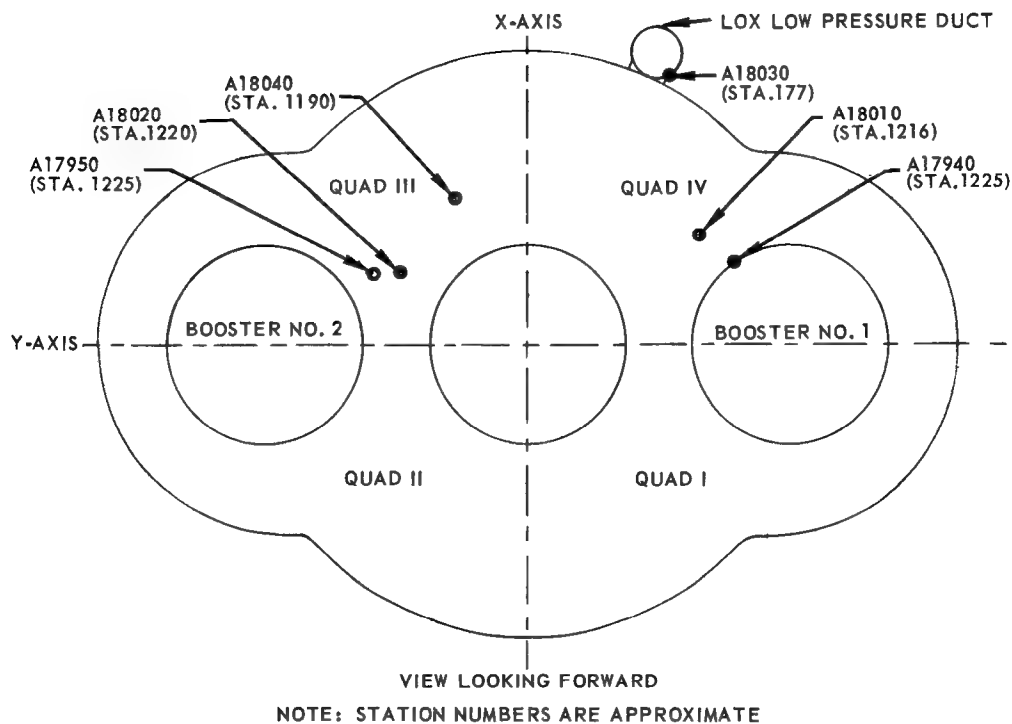 X-AXIS
LOX LOW PRESSURE DUCT
A18030
(STA.177)
A18040
(STA. 1190)
A18020
(STA.1220)
A17950
(STA. 1225)
A18010
(STA.1216)
A17940
(STA.1225)
QUAD III
QUAD IV
BOOSTER NO. 2
BOOSTER NO. 1
Y-AXIS
QUAD II
QUAD I
VIEW LOOKING FORWARD
NOTE: STATION NUMBERS ARE APPROXIMATE